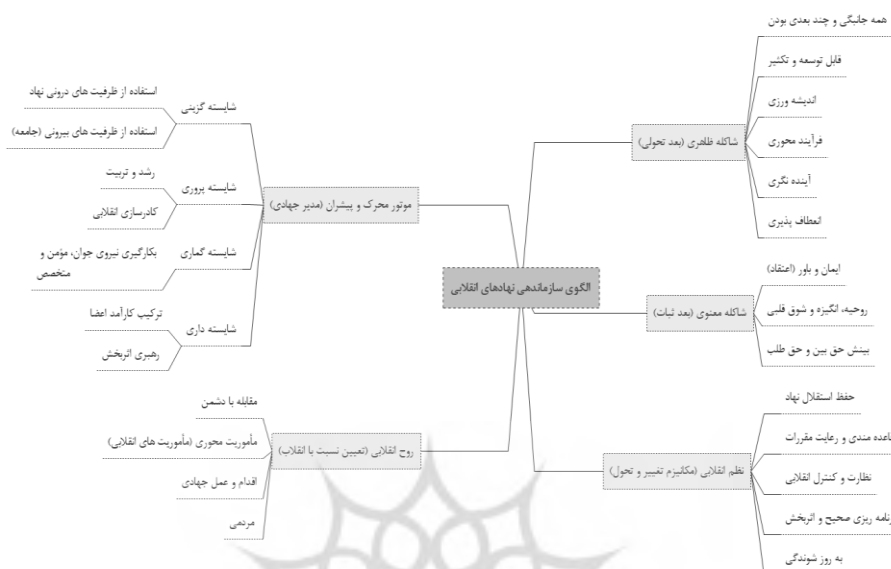 الگوی سازماندهی نهادهای انقلابی
شاکله ظاهری (بعد تحولی)
همه جانبگی و چند بعدی بودن
قابل توسعه و تکثیر
اندیشه ورزی
فرآیند محوری
آینده نگری
انعطاف پذیری
شاکله معنوی (بعد ثبات)
ایمان و باور (اعتقاد)
روحیه، انگیزه و شوق قلبی
بینش حق بین و حق طلب
نظم انقلابی (مکانیزم تغییر و تحول)
حفظ استقلال نهاد
مندی و رعایت مقررات
نظارت و کنترل انقلابی
ریزی صحیح و اثربخش
به روز شوندگی
موتور محرک و پیشران (مدیر جهادی)
شایسته گزینی
استفاده از ظرفیت های درونی نهاد
استفاده از ظرفیت های بیرونی (جامعه)
شایسته پروری
رشد و تربیت
کادرسازی انقلابی
شایسته گماری
بکارگیری نیروی جوان، مؤمن و
متخصص
شایسته داری
ترکیب کارآمد اعضا
رهبری اثربخش
روح انقلابی (تعیین نسبت با انقلاب)
مقابله با دشمن
مأموریت محوری (مأموریت های انقلابی)
اقدام و عمل جهادی
مردمی